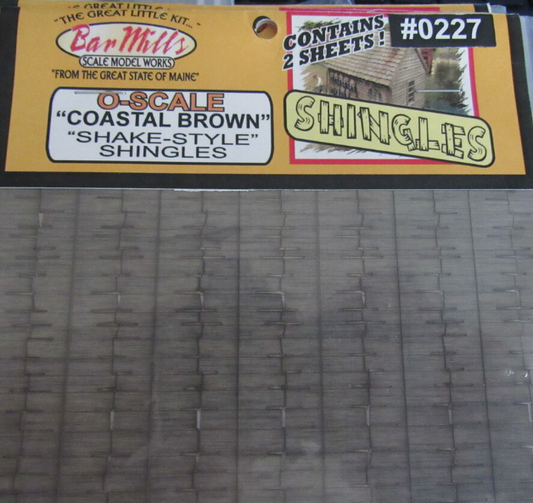 "THE GREAT LITTLE KIT...
Bar Mills
SCALE MODEL WORKS
"FROM THE GREAT STATE OF MAINE"
O-SCALE
"COASTAL BROWN"
"SHAKE-STYLE"
SHINGLES
CONTAINS
2 SHEETS!
#0227
SHINGLES